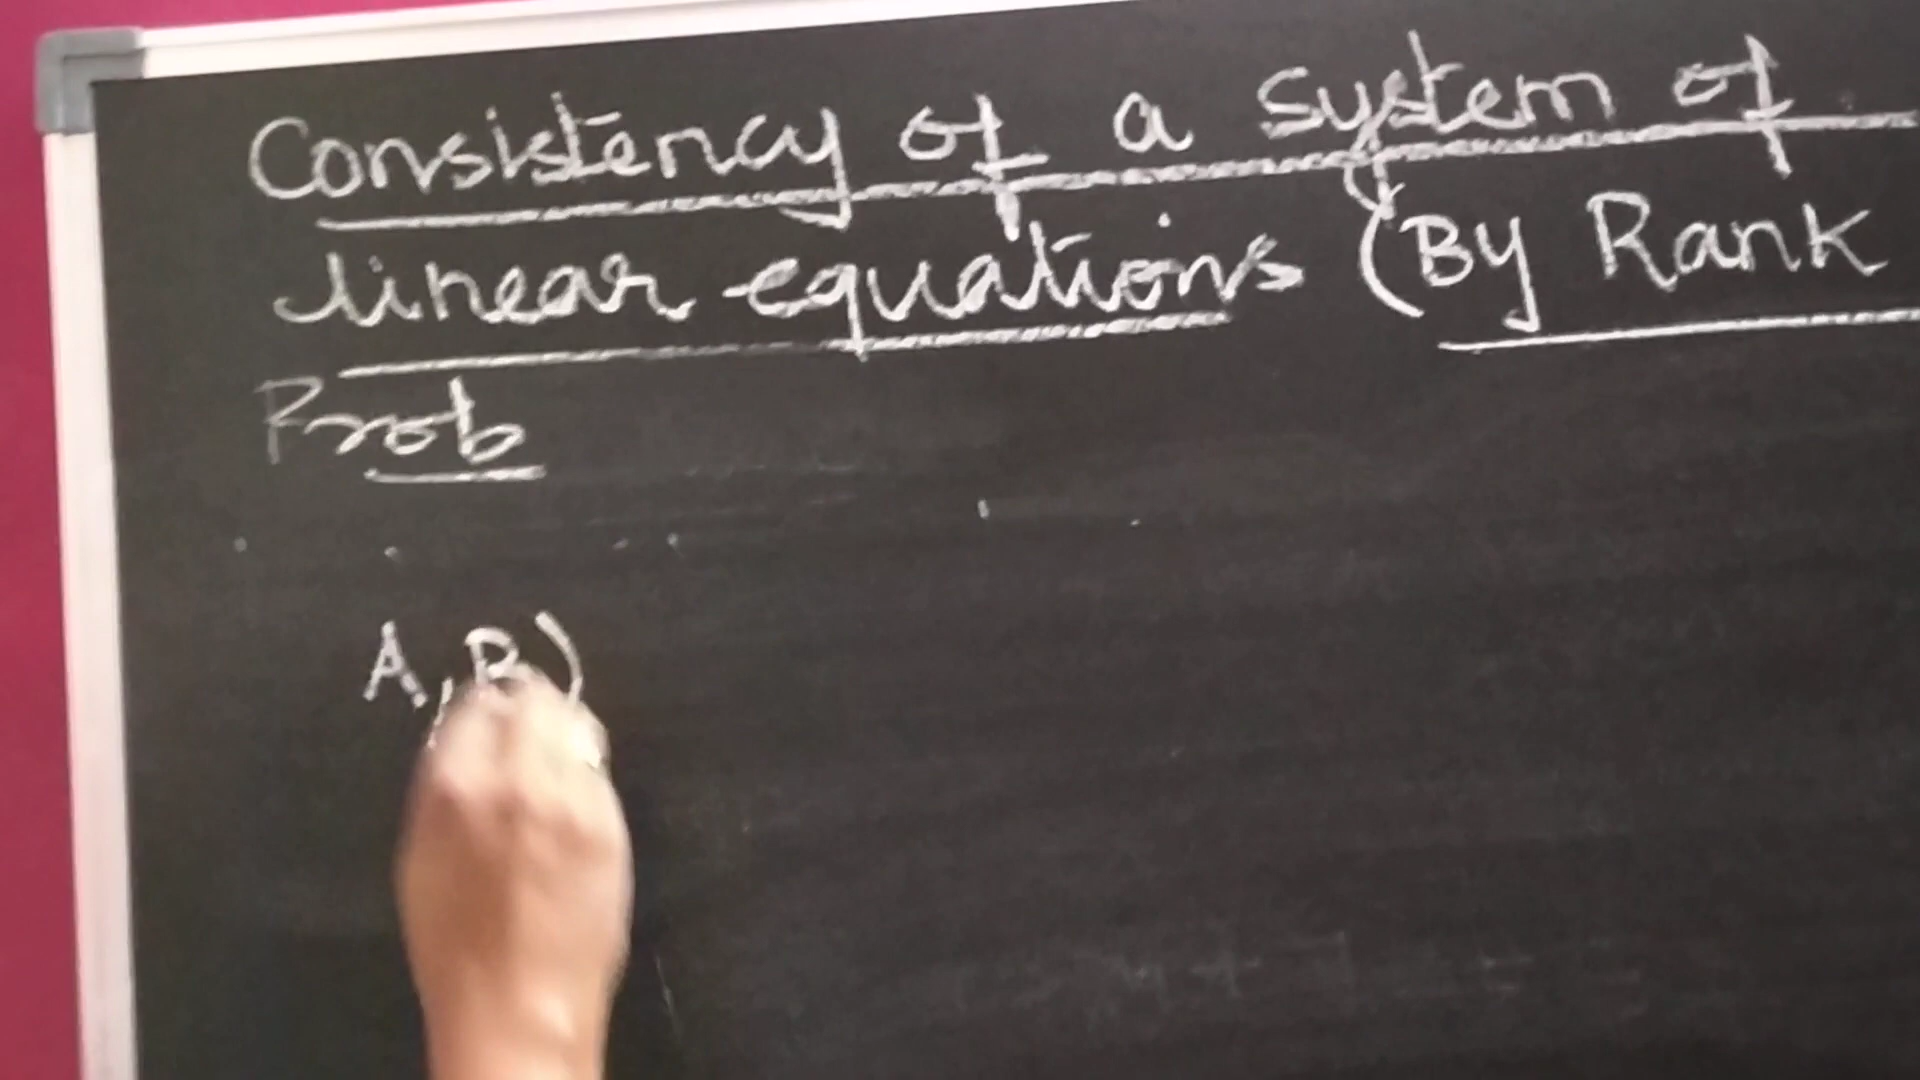 Consistency of a system of
linear equations (By Rank
Prob
A, B)